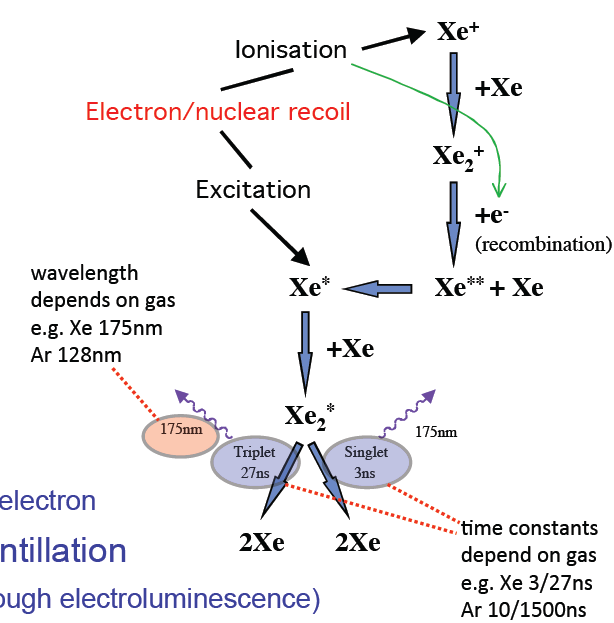 Xe⁺
Ionisation
+Xe
Electron/nuclear recoil
Xe₂⁺
Excitation
+e⁻
(recombination)
wavelength
depends on gas
e.g. Xe 175nm
Ar 128nm
Xe*
Xe** + Xe
+Xe
Xe₂*
175nm
175nm
Triplet
27ns
Singlet
3ns
electron
2Xe
2Xe
time constants
depend on gas
e.g. Xe 3/27ns
Ar 10/1500ns
ntillation
ough electroluminescence)